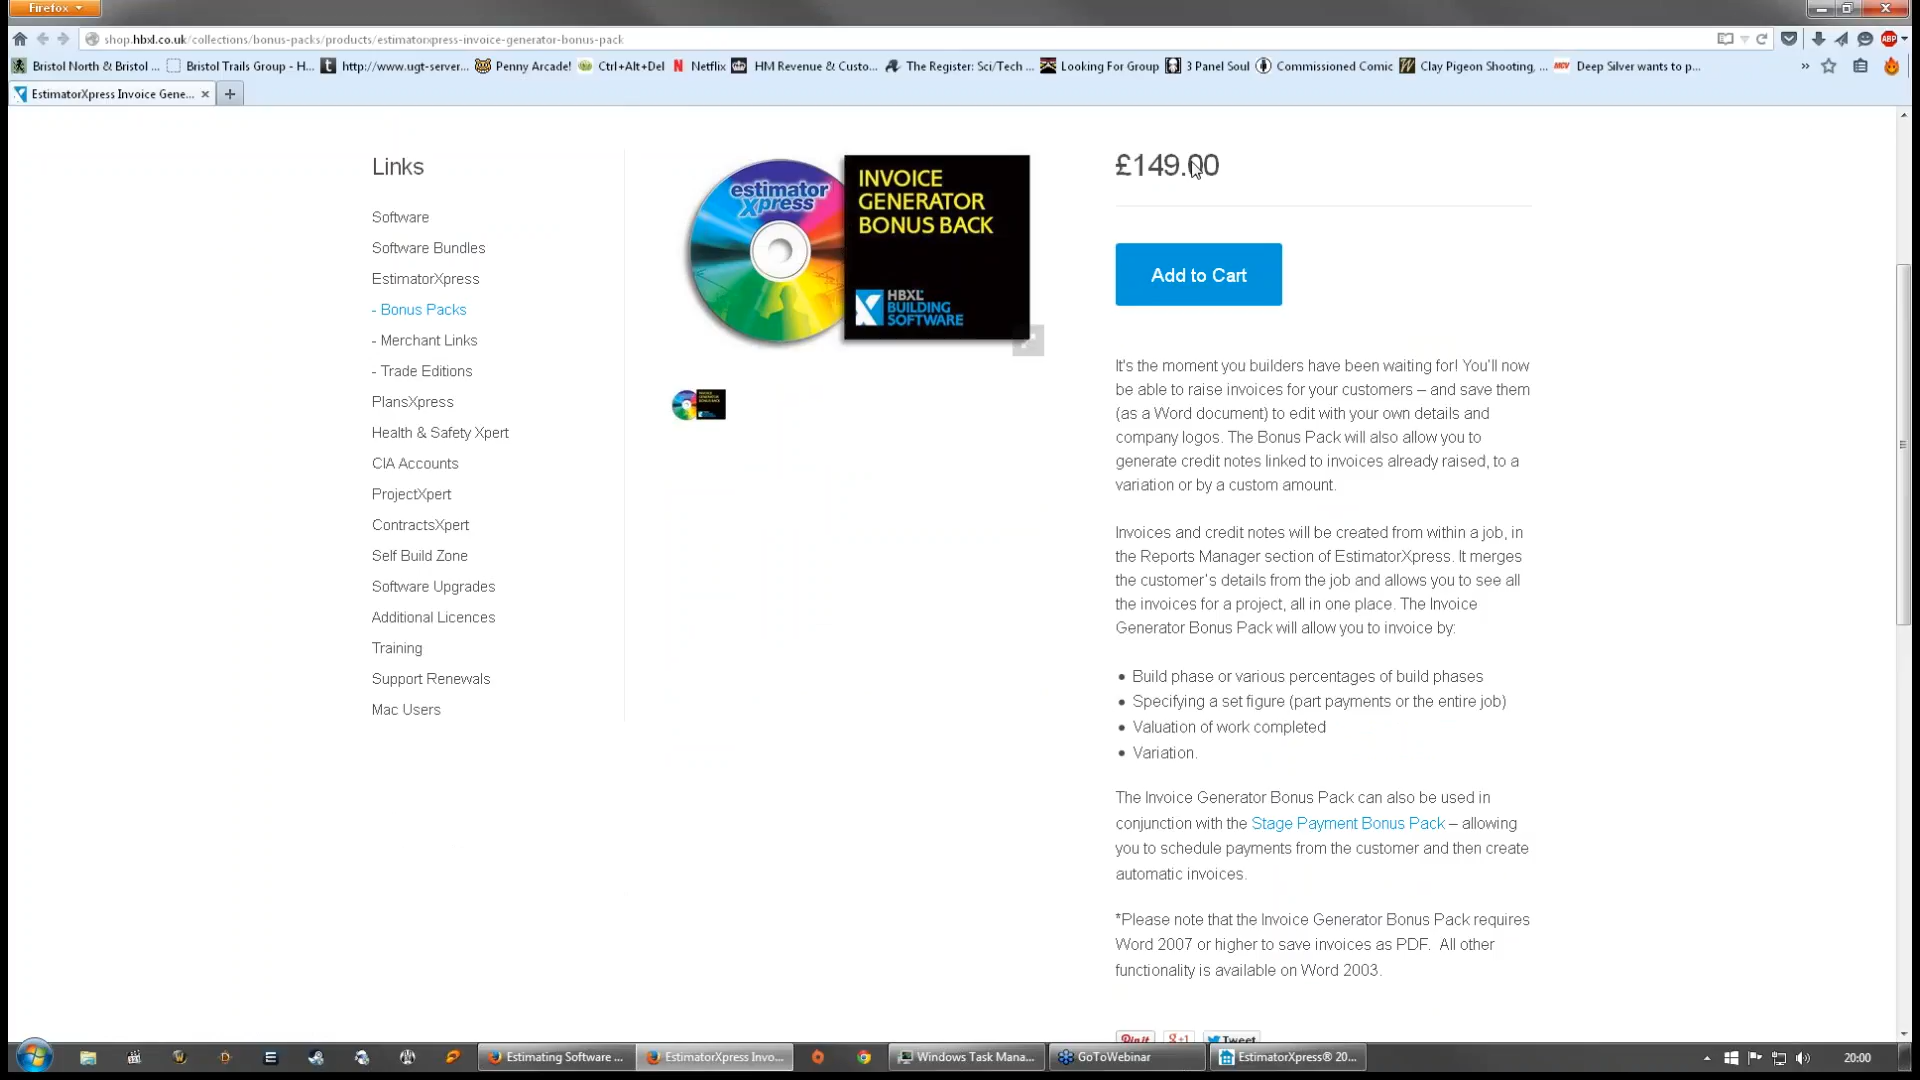 Firefox
shop.hbxl.co.uk/collections/bonus-packs/products/estimatorxpress-invoice-generator-bonus-pack
ABP
Bristol North & Bristol ... Bristol Trails Group - H... t http://www.ugt-server... Penny Arcade! Ctrl+Alt+Del N Netflix HM Revenue & Custo... The Register: Sci/Tech ... Looking For Group 3 Panel Soul Commissioned Comic Clay Pigeon Shooting, ... MCV Deep Silver wants to p... »
EstimatorXpress Invoice Gene... × +
Links
Software
Software Bundles
EstimatorXpress
- Bonus Packs
- Merchant Links
- Trade Editions
PlansXpress
Health & Safety Xpert
CIA Accounts
ProjectXpert
ContractsXpert
Self Build Zone
Software Upgrades
Additional Licences
Training
Support Renewals
Mac Users
estimator
Xpress
INVOICE
GENERATOR
BONUS BACK
HBXL
BUILDING
SOFTWARE
£149.00
Add to Cart
It's the moment you builders have been waiting for! You'll now
be able to raise invoices for your customers – and save them
(as a Word document) to edit with your own details and
company logos. The Bonus Pack will also allow you to
generate credit notes linked to invoices already raised, to a
variation or by a custom amount.
Invoices and credit notes will be created from within a job, in
the Reports Manager section of EstimatorXpress. It merges
the customer's details from the job and allows you to see all
the invoices for a project, all in one place. The Invoice
Generator Bonus Pack will allow you to invoice by:
• Build phase or various percentages of build phases
• Specifying a set figure (part payments or the entire job)
• Valuation of work completed
• Variation.
The Invoice Generator Bonus Pack can also be used in
conjunction with the Stage Payment Bonus Pack – allowing
you to schedule payments from the customer and then create
automatic invoices.
*Please note that the Invoice Generator Bonus Pack requires
Word 2007 or higher to save invoices as PDF.  All other
functionality is available on Word 2003.
Pin it g+1 Tweet
Estimating Software ... EstimatorXpress Invo... Windows Task Mana... GoToWebinar EstimatorXpress® 20... 20:00